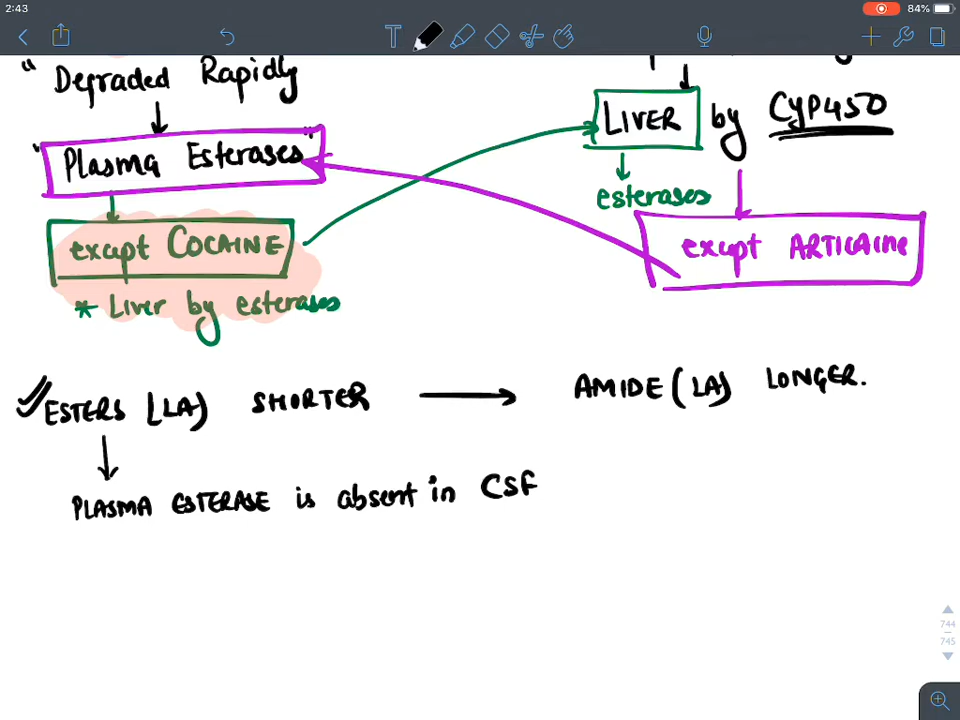 2:43
84%
Degraded Rapidly
"Plasma Esterases"
except COCAINE
* Liver by esterases
LIVER by CYP450
esterases
except ARTICAINE
ESTERS (LA) SHORTER → AMIDE (LA) LONGER.
PLASMA ESTERASE is absent in CSF
744
745